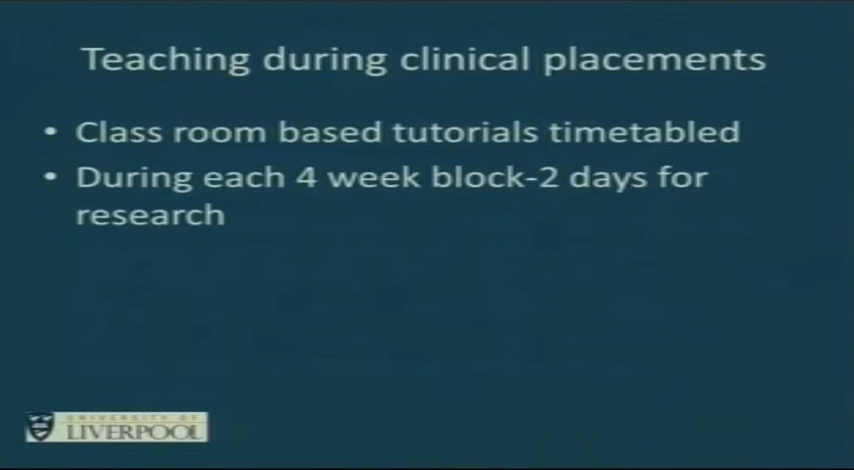 Teaching during clinical placements
• Class room based tutorials timetabled
• During each 4 week block-2 days for
research
UNIVERSITY OF
LIVERPOOL